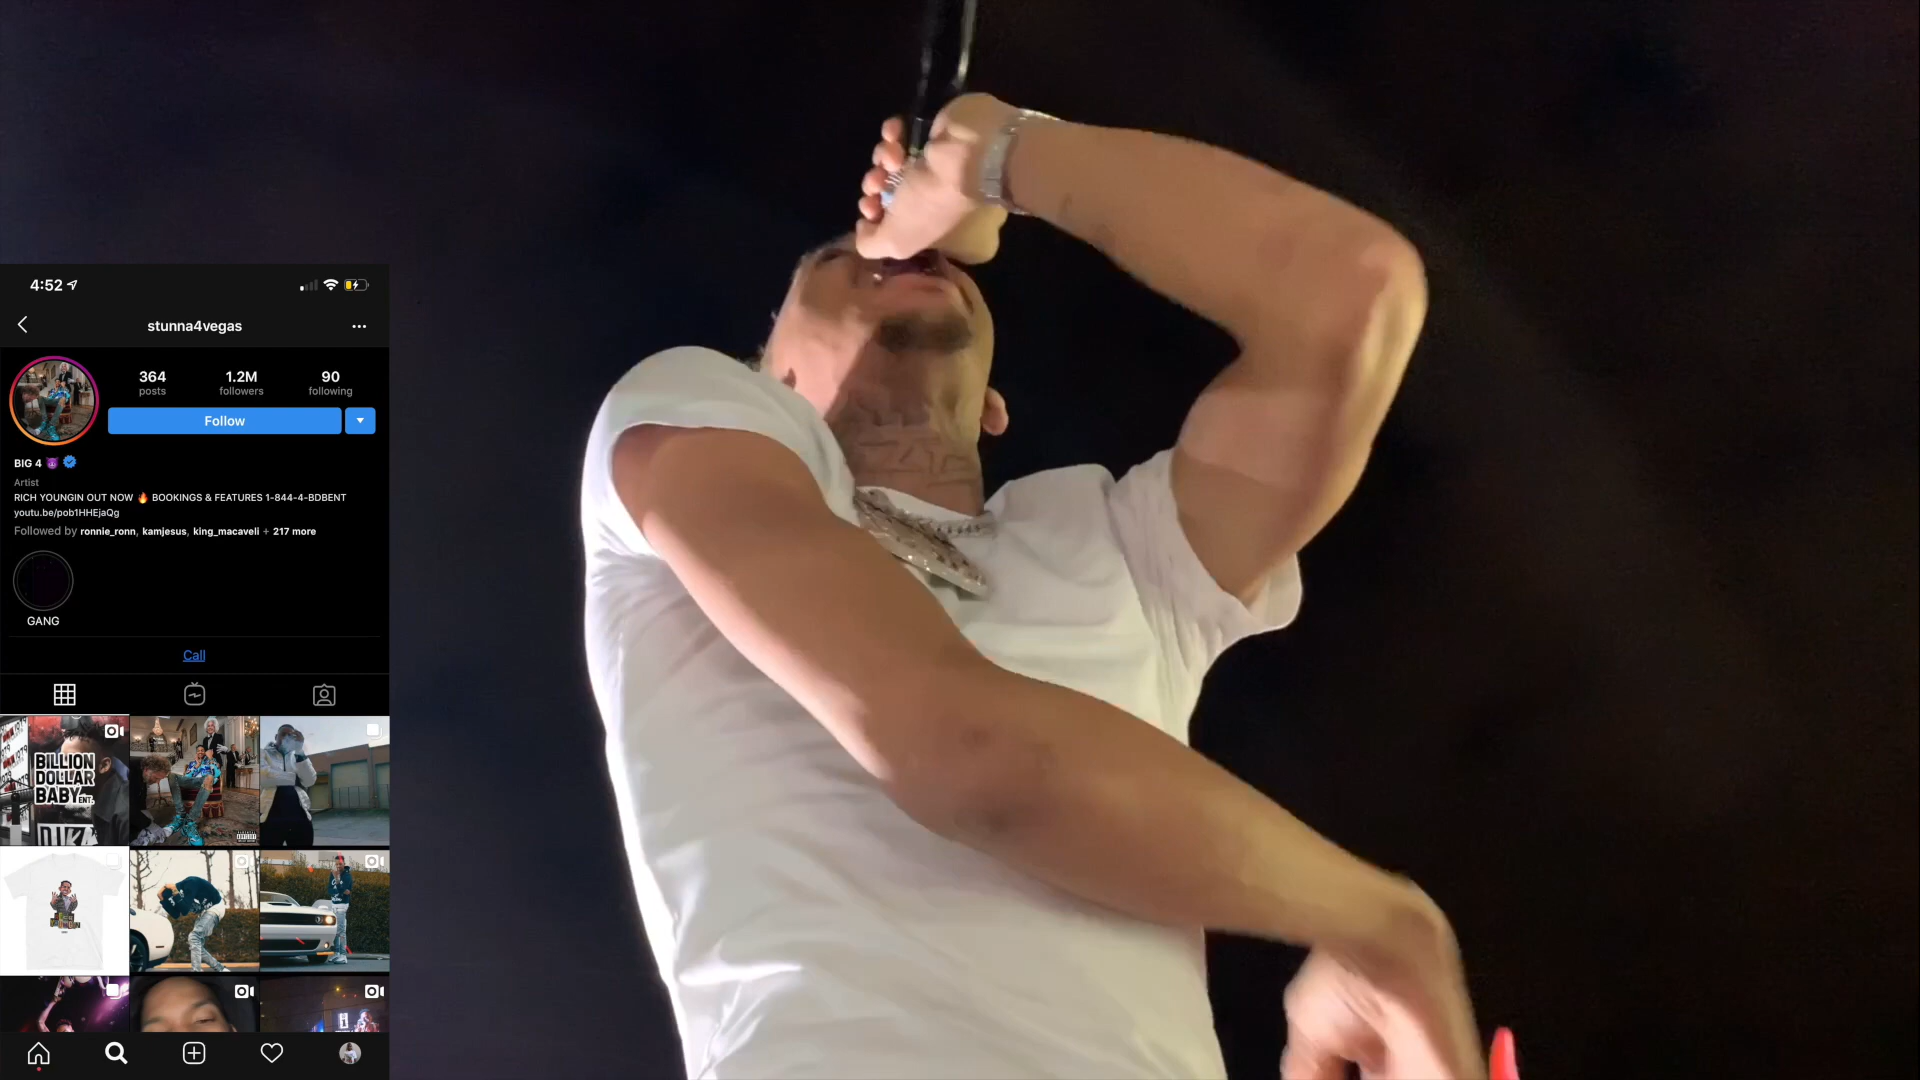 4:52
stunna4vegas
364
posts
1.2M
followers
90
following
Follow
BIG 4
Artist
RICH YOUNGIN OUT NOW 🔥 BOOKINGS & FEATURES 1-844-4-BDBENT
youtu.be/pob1HHEjaQg
Followed by ronnie_ronn, kamjesus, king_macaveli + 217 more
GANG
Call
BILLION
DOLLAR
BABY ENT.